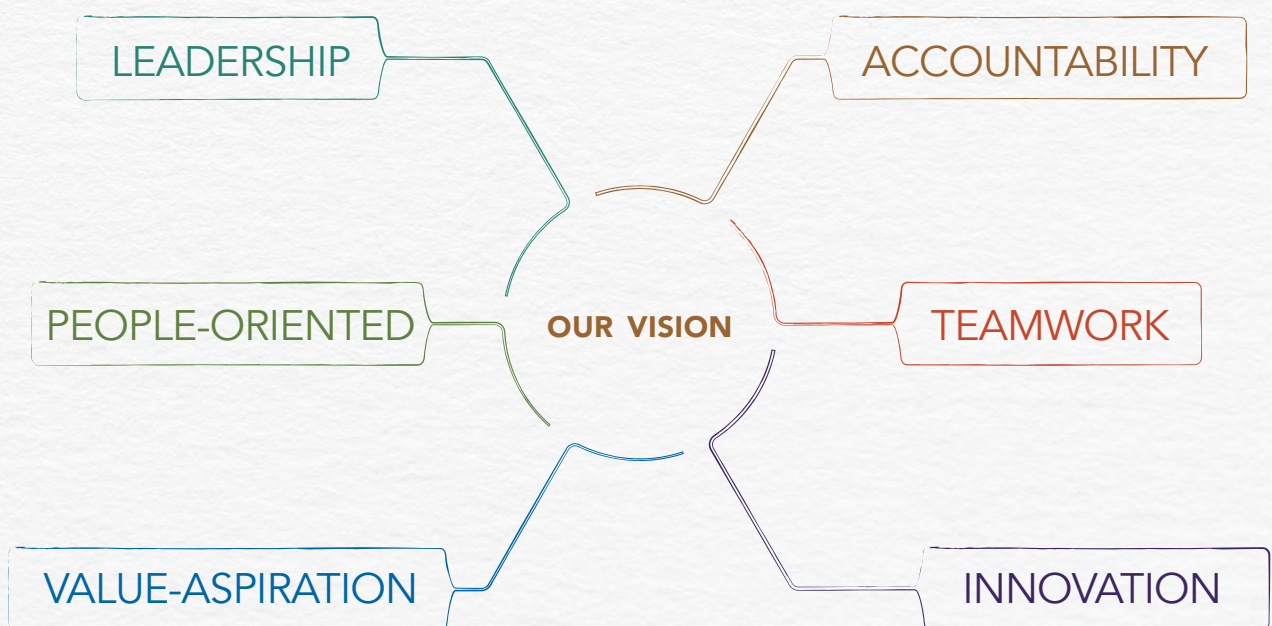 LEADERSHIP
ACCOUNTABILITY
PEOPLE-ORIENTED
OUR VISION
TEAMWORK
VALUE-ASPIRATION
INNOVATION